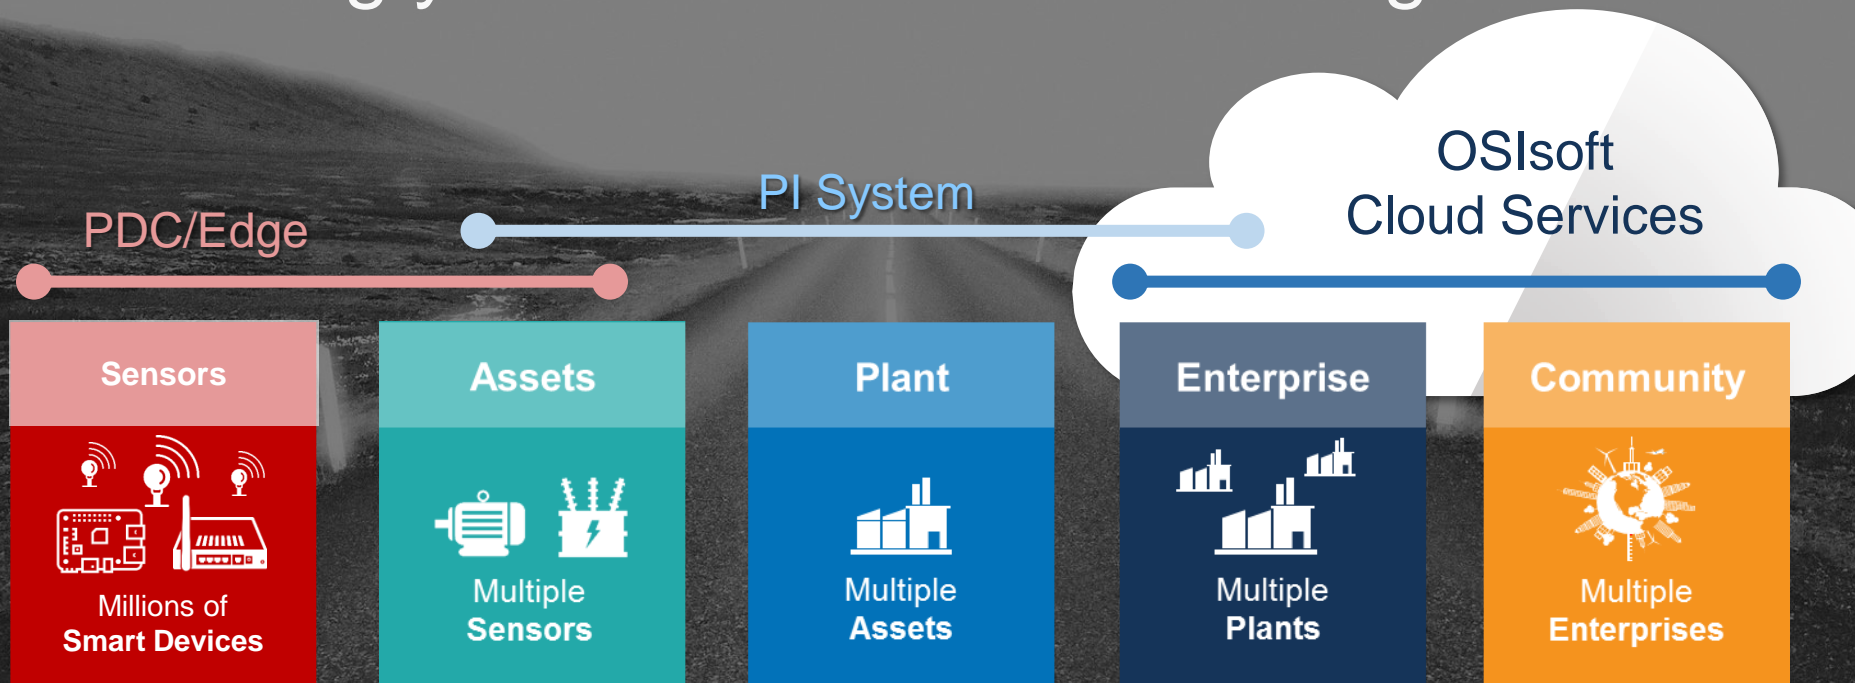 PI System
OSIsoft
Cloud Services
PDC/Edge
Sensors
Assets
Plant
Enterprise
Community
Millions of
Smart Devices
Multiple
Sensors
Multiple
Assets
Multiple
Plants
Multiple
Enterprises